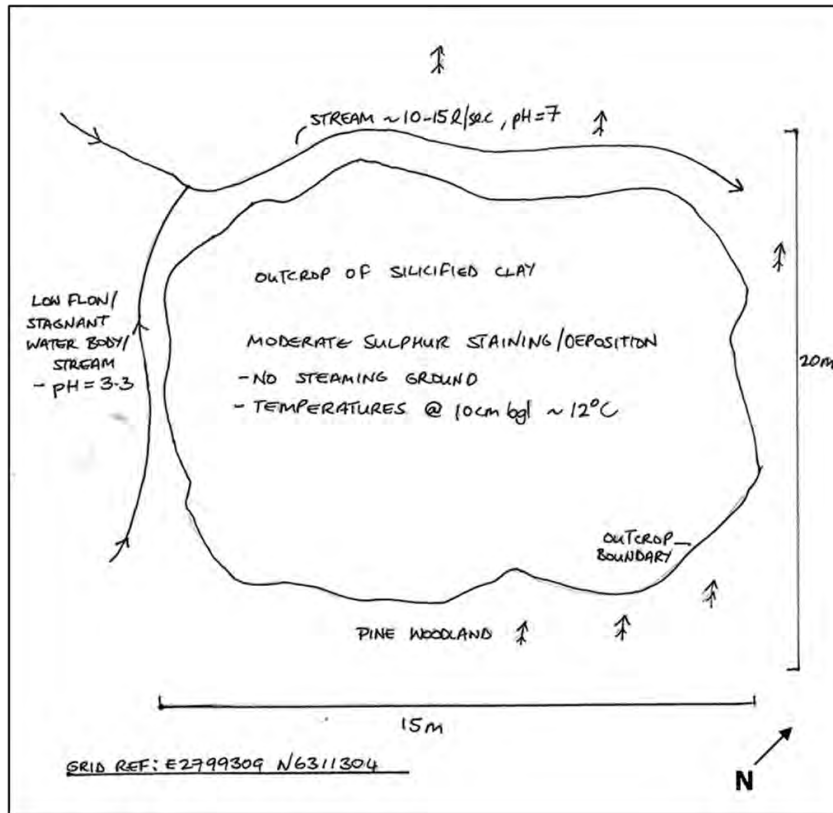 STREAM ~10-15l/sec, pH=7
OUTCROP OF SILICIFIED CLAY
LOW FLOW/
STAGNANT
WATER BODY/
STREAM
- pH = 3.3
MODERATE SULPHUR STAINING/DEPOSITION
- NO STEAMING GROUND
- TEMPERATURES @ 10cm bgl ~ 12°C
20m
OUTCROP
BOUNDARY
PINE WOODLAND
15m
GRID REF: E2799309 N6311304
N